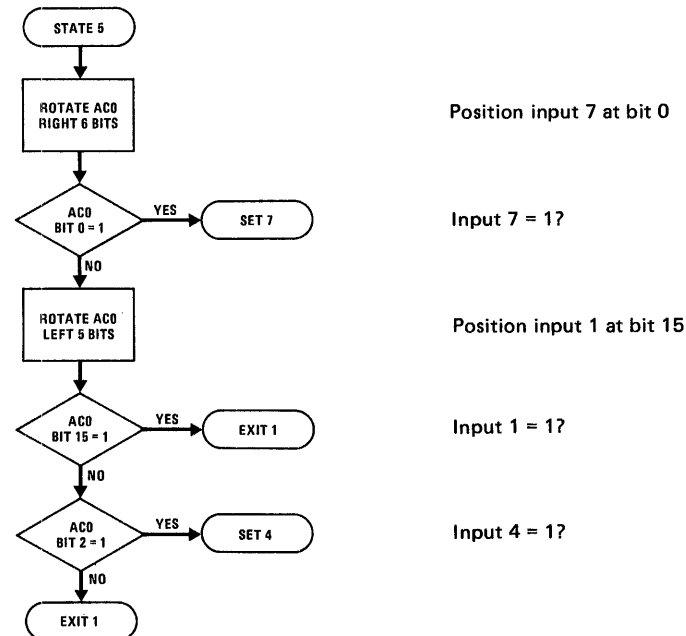 STATE 5
ROTATE AC0
RIGHT 6 BITS
Position input 7 at bit 0
AC0
BIT 0 = 1
YES
SET 7
Input 7 = 1?
NO
ROTATE AC0
LEFT 5 BITS
Position input 1 at bit 15
AC0
BIT 15 = 1
YES
EXIT 1
Input 1 = 1?
NO
AC0
BIT 2 = 1
YES
SET 4
Input 4 = 1?
NO
EXIT 1